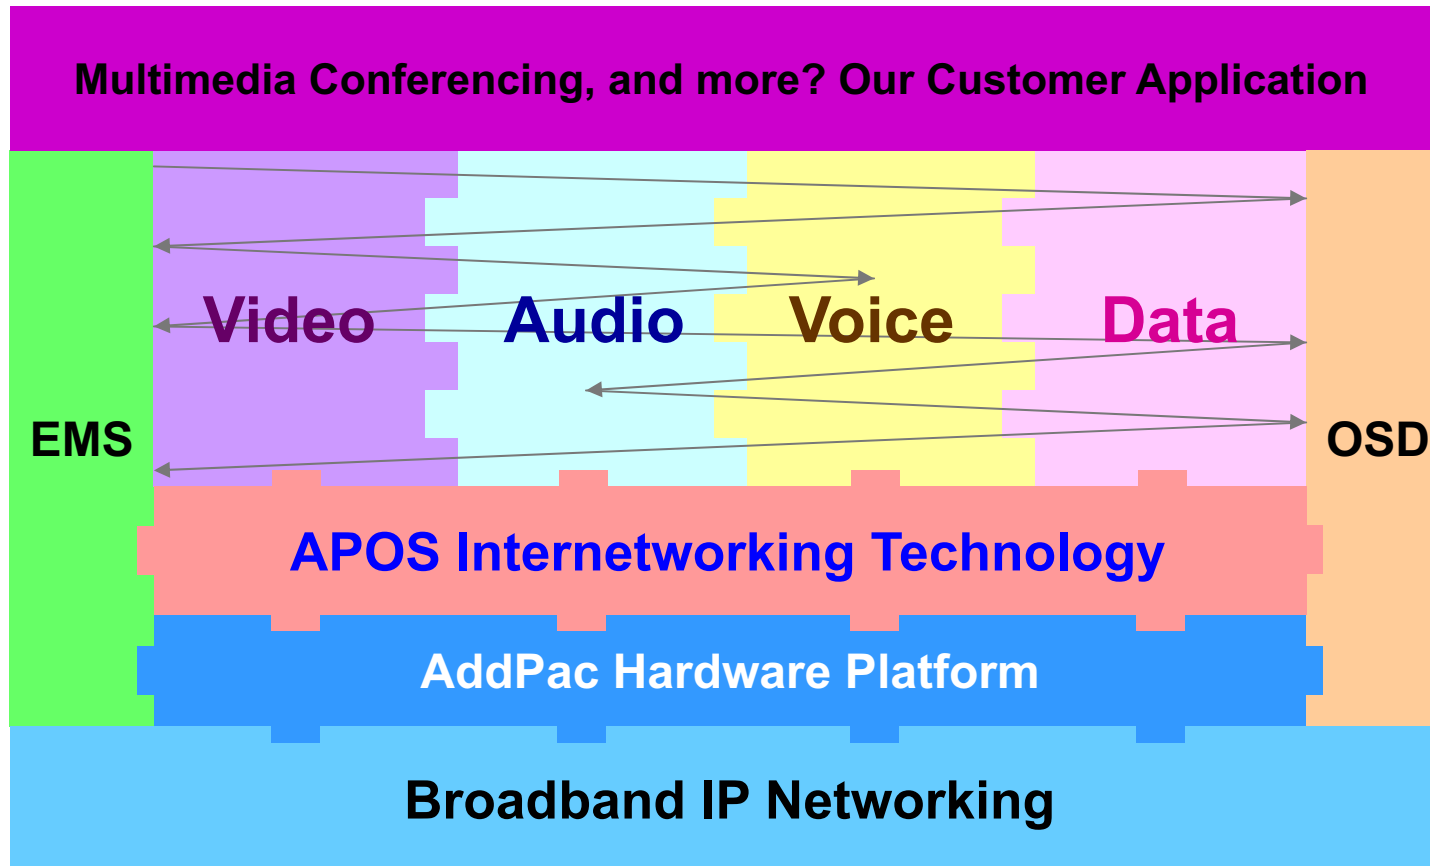 Multimedia Conferencing, and more? Our Customer Application
Video Audio Voice Data
EMS
OSD
APOS Internetworking Technology
AddPac Hardware Platform
Broadband IP Networking